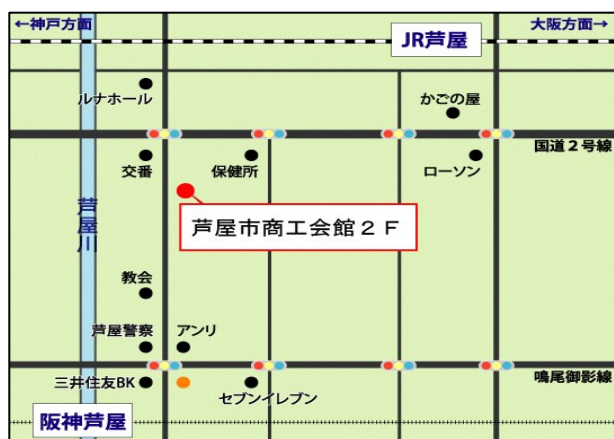 ←神戸方面
大阪方面→
JR芦屋
ルナホール
かごの屋
国道２号線
交番
保健所
ローソン
芦屋川
芦屋市商工会館２Ｆ
教会
芦屋警察
アンリ
鳴尾御影線
三井住友BK
セブンイレブン
阪神芦屋